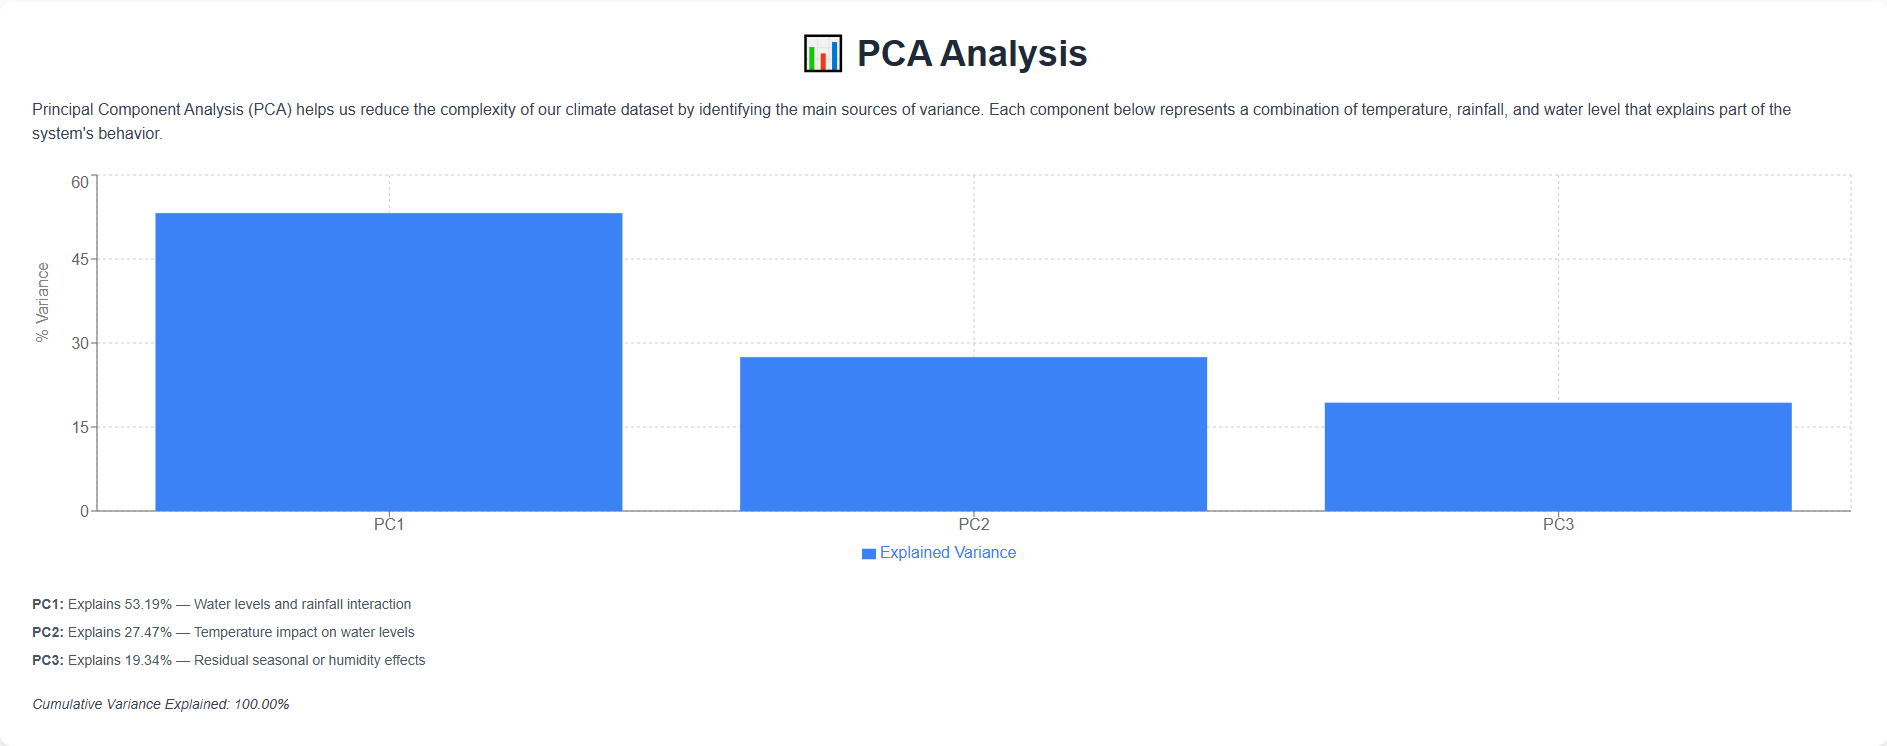 PCA Analysis
Principal Component Analysis (PCA) helps us reduce the complexity of our climate dataset by identifying the main sources of variance. Each component below represents a combination of temperature, rainfall, and water level that explains part of the
system's behavior.
60
45
30
15
0
% Variance
PC1
PC2
PC3
Explained Variance
PC1: Explains 53.19% — Water levels and rainfall interaction
PC2: Explains 27.47% — Temperature impact on water levels
PC3: Explains 19.34% — Residual seasonal or humidity effects
Cumulative Variance Explained: 100.00%